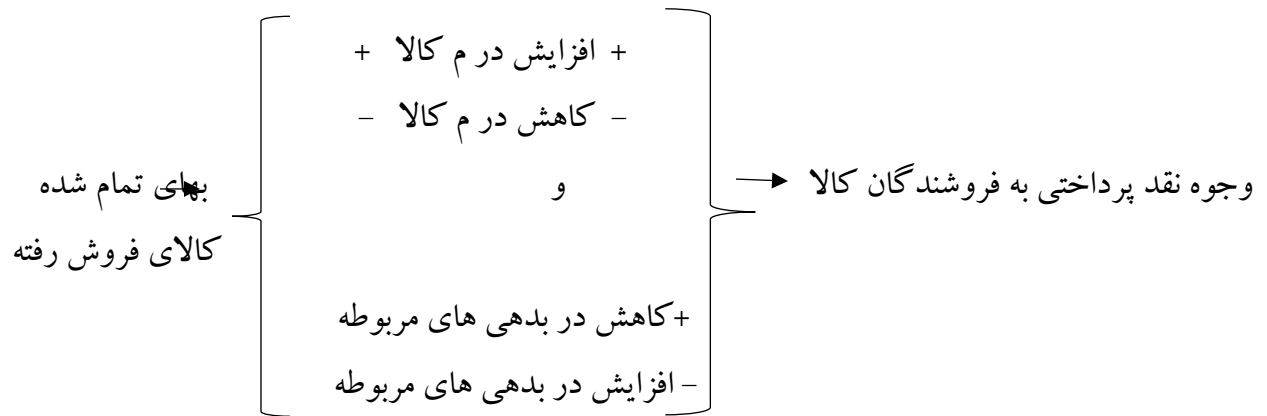 + افزایش در م کالا +
– کاهش در م کالا –
و
+کاهش در بدهی های مربوطه
– افزایش در بدهی های مربوطه
وجوه نقد پرداختی به فروشندگان کالا
بهای تمام شده
کالای فروش رفته